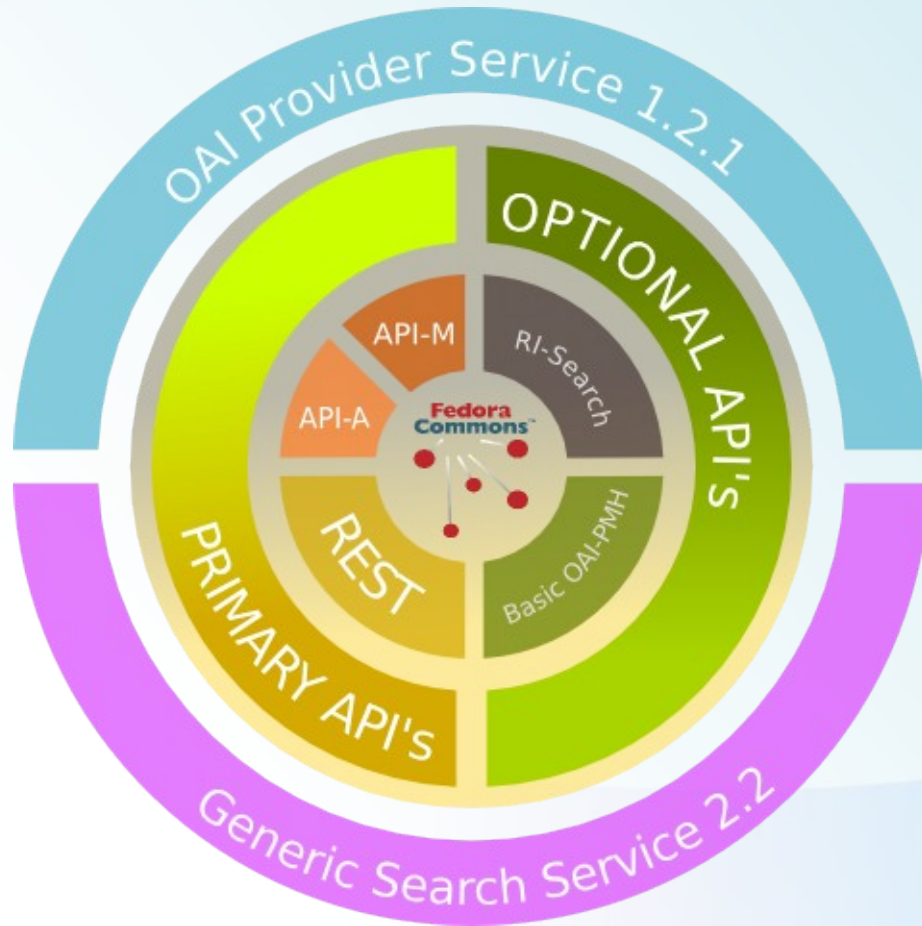 OAI Provider Service 1.2.1
OPTIONAL API's
API-M
RI-Search
API-A
Fedora
Commons™
REST
Basic OAI-PMH
PRIMARY API's
Generic Search Service 2.2